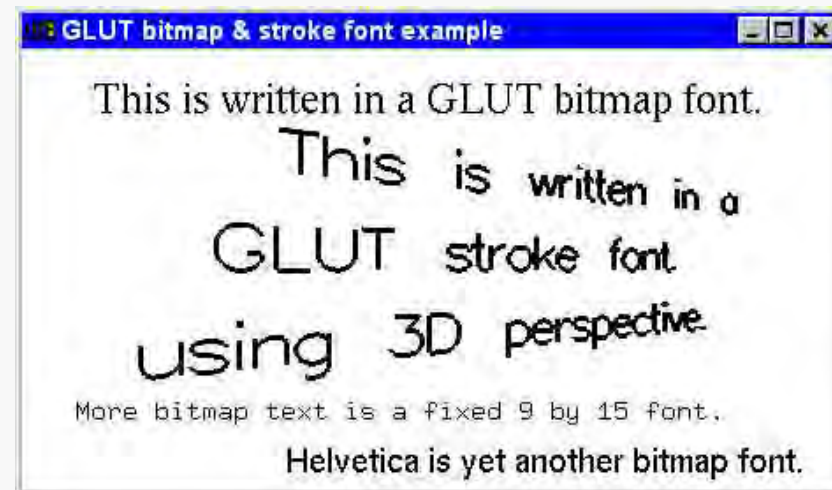 GLUT bitmap & stroke font example
This is written in a GLUT bitmap font.
This is written in a
GLUT stroke font
using 3D perspective.
More bitmap text is a fixed 9 by 15 font.
Helvetica is yet another bitmap font.